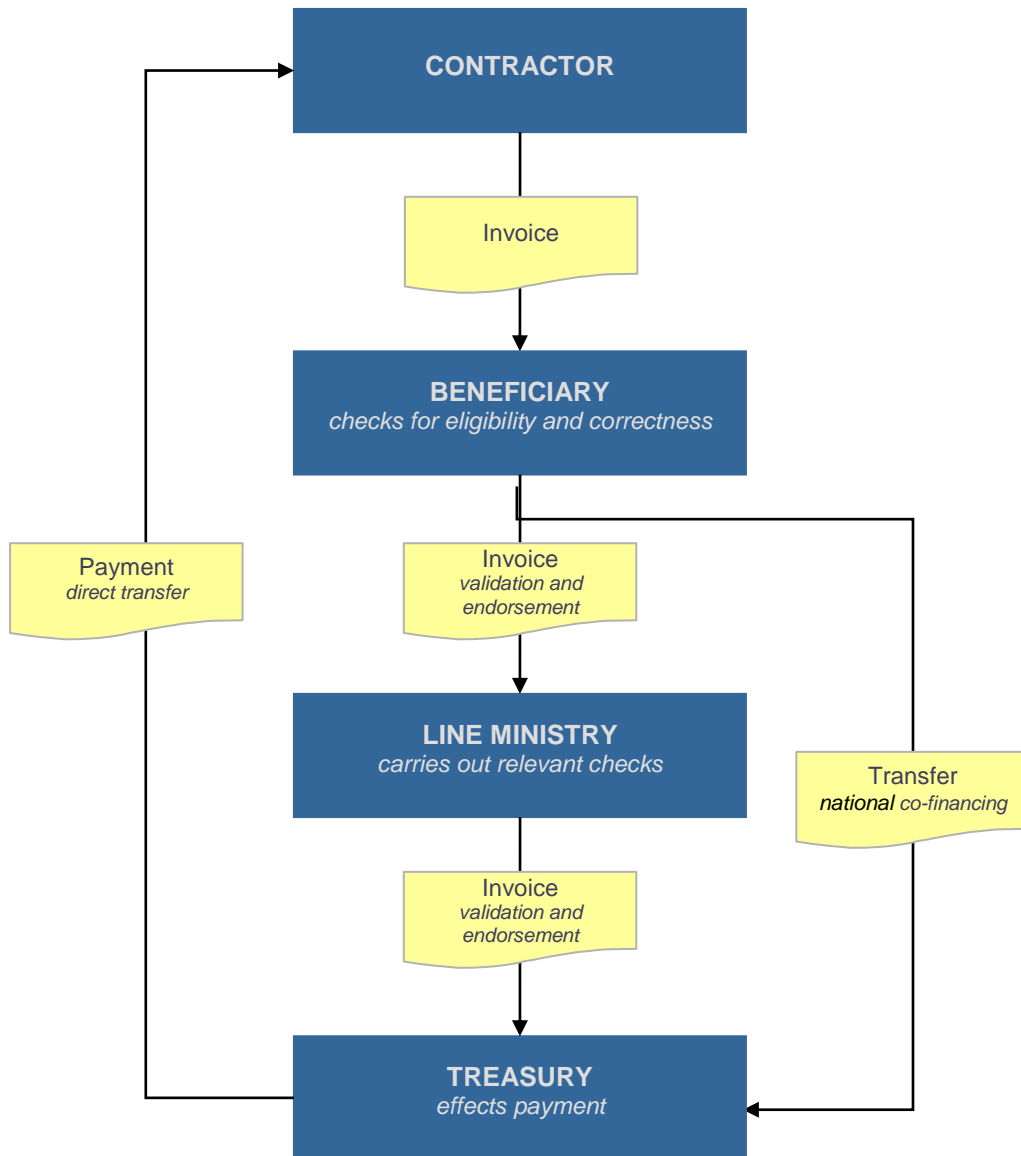 CONTRACTOR
Invoice
BENEFICIARY
checks for eligibility and correctness
Invoice
validation and
endorsement
Payment
direct transfer
LINE MINISTRY
carries out relevant checks
Transfer
national co-financing
Invoice
validation and
endorsement
TREASURY
effects payment